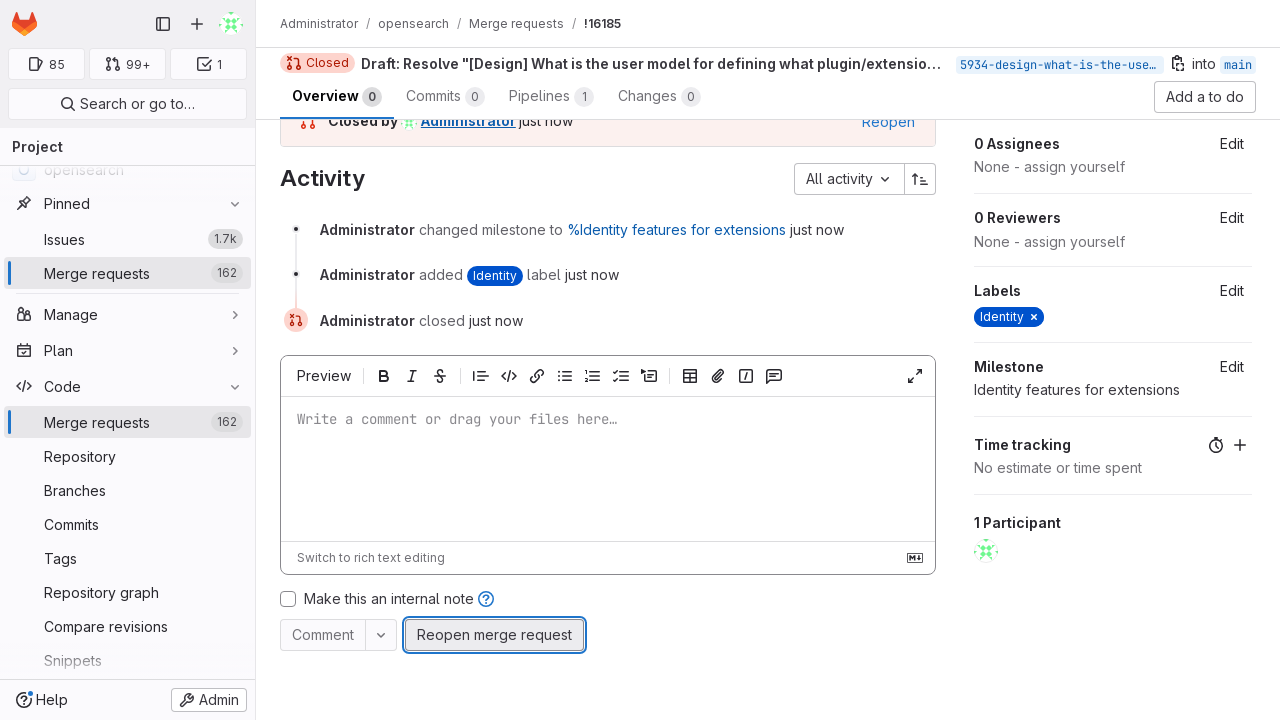 Administrator / opensearch / Merge requests / !16185
85 99+ 1
Search or go to…
Project
opensearch
Pinned
Issues 1.7k
Merge requests 162
Manage
Plan
Code
Merge requests 162
Repository
Branches
Commits
Tags
Repository graph
Compare revisions
Snippets
Help Admin
Closed Draft: Resolve "[Design] What is the user model for defining what plugin/extensio… 5934-design-what-is-the-use… into main
Overview 0 Commits 0 Pipelines 1 Changes 0 Add a to do
Closed by Administrator just now Reopen
Activity All activity
Administrator changed milestone to %Identity features for extensions just now
Administrator added Identity label just now
Administrator closed just now
Preview
Write a comment or drag your files here…
Switch to rich text editing
Make this an internal note
Comment Reopen merge request
0 Assignees Edit
None - assign yourself
0 Reviewers Edit
None - assign yourself
Labels Edit
Identity ×
Milestone Edit
Identity features for extensions
Time tracking
No estimate or time spent
1 Participant